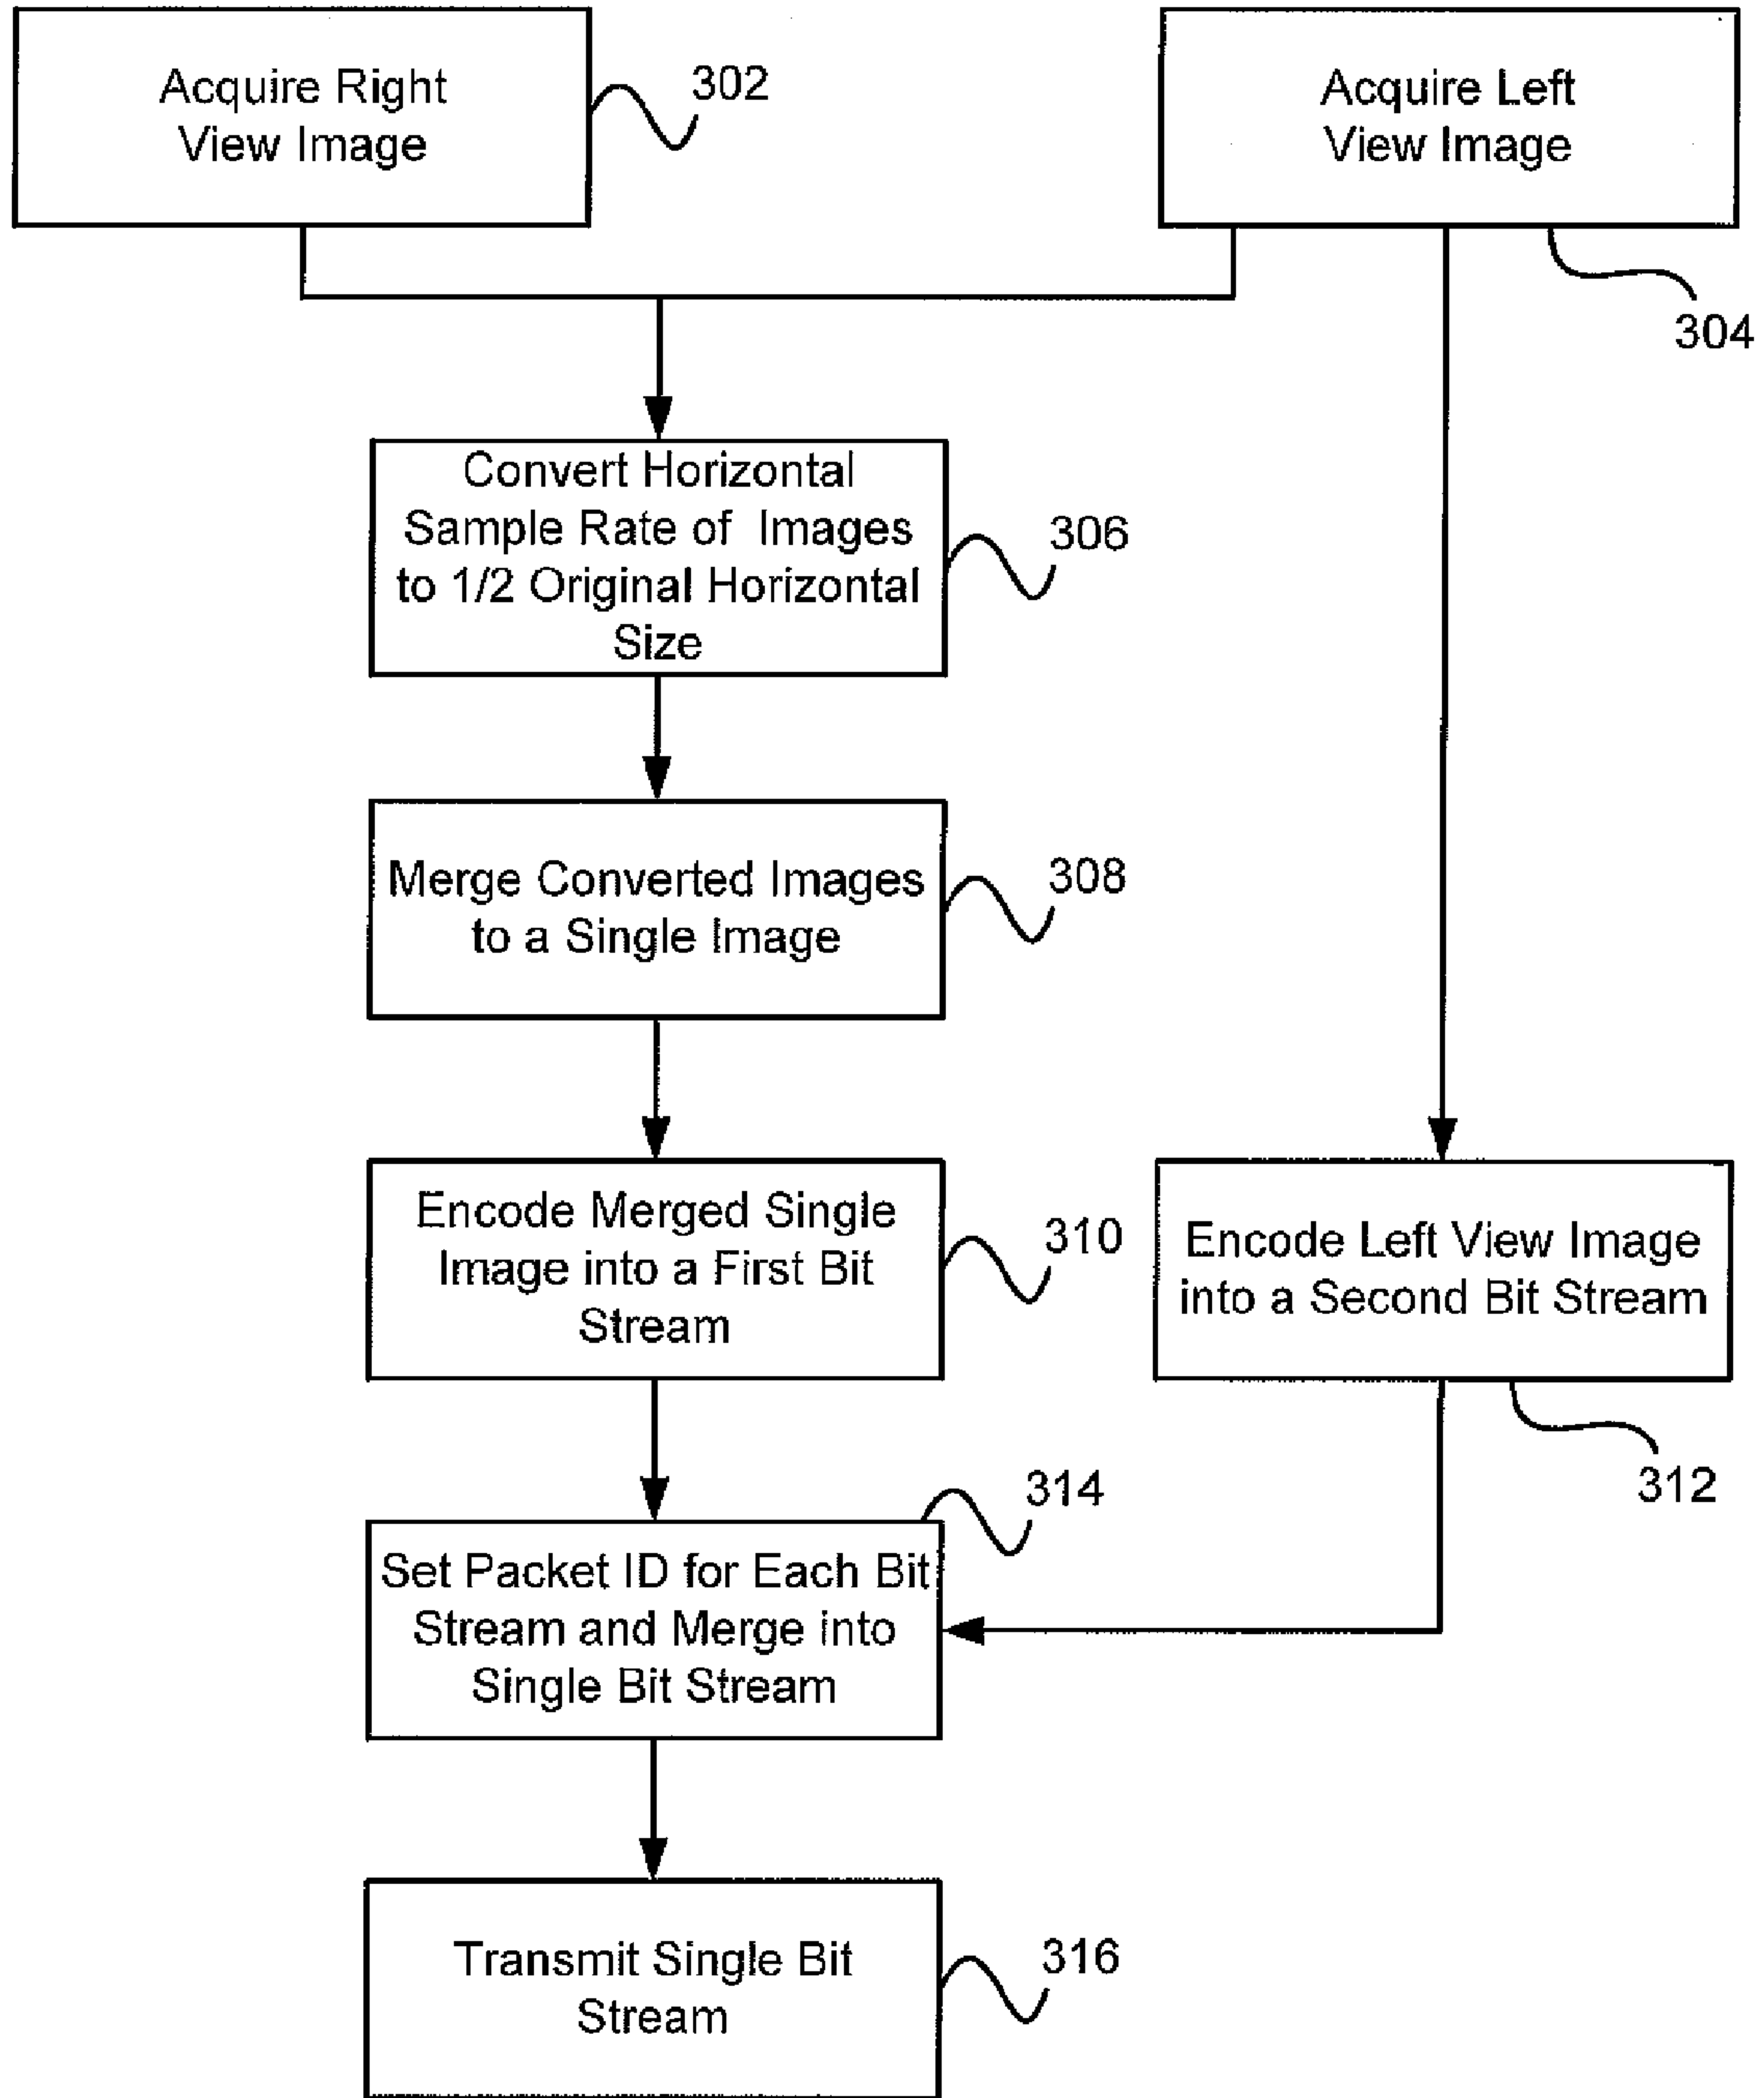 Acquire Right
View Image
302
Acquire Left
View Image
304
Convert Horizontal
Sample Rate of Images
to 1/2 Original Horizontal
Size
306
Merge Converted Images
to a Single Image
308
Encode Merged Single
Image into a First Bit
Stream
310
Encode Left View Image
into a Second Bit Stream
312
314
Set Packet ID for Each Bit
Stream and Merge into
Single Bit Stream
Transmit Single Bit
Stream
316